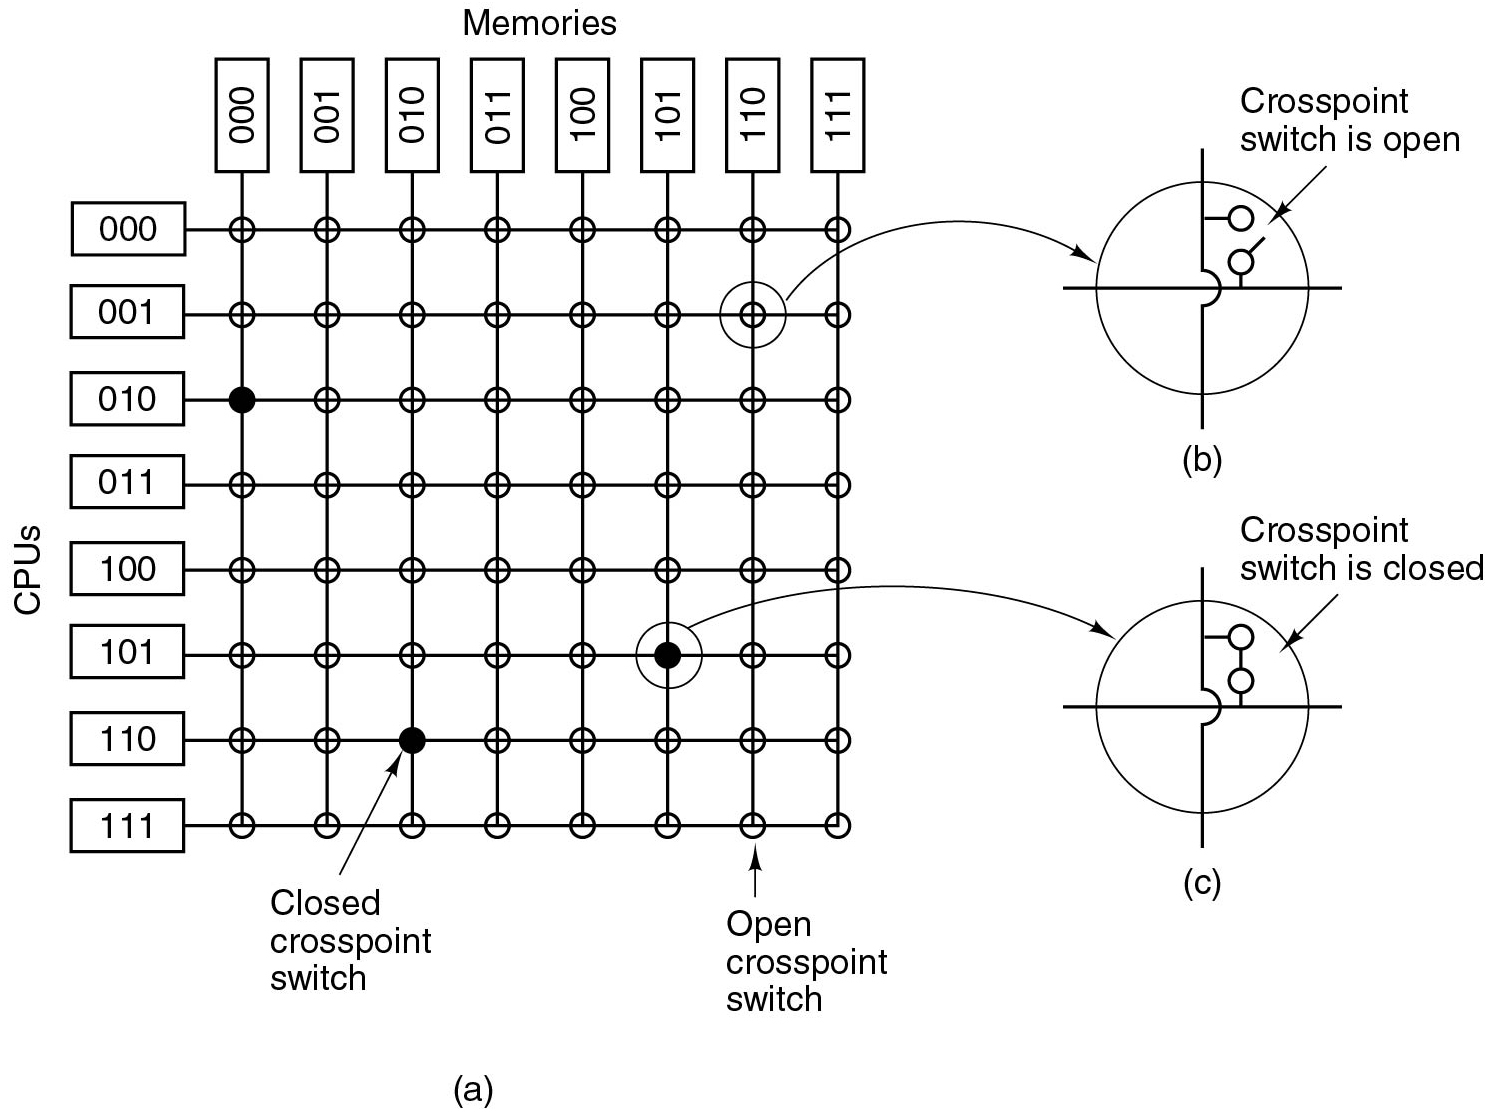 Memories
000
001
010
011
100
101
110
111
Crosspoint
switch is open
000
001
010
011
100
101
110
111
CPUs
(b)
Crosspoint
switch is closed
(c)
Closed
crosspoint
switch
Open
crosspoint
switch
(a)